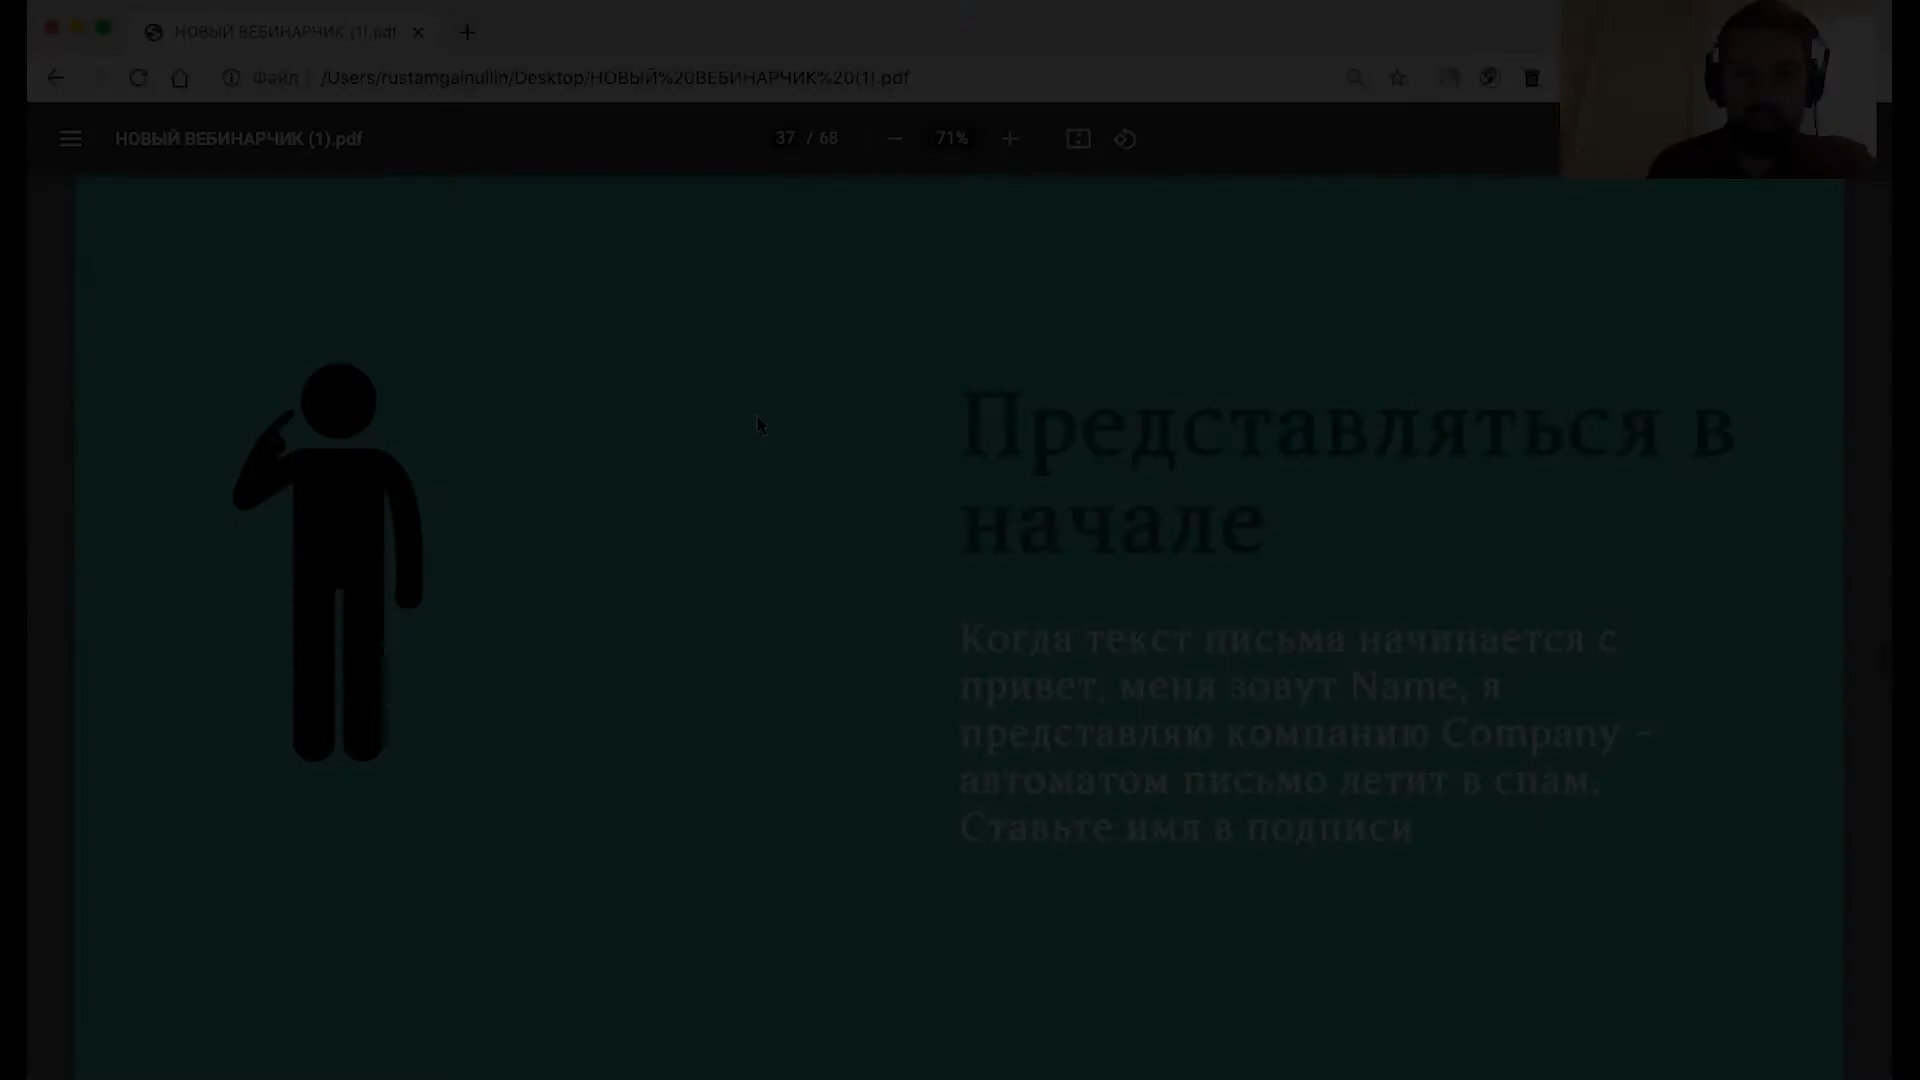 НОВЫЙ ВЕБИНАРЧИК (1).pdf
Файл | /Users/rustamgainullin/Desktop/НОВЫЙ%20ВЕБИНАРЧИК%20(1).pdf
НОВЫЙ ВЕБИНАРЧИК (1).pdf
37 / 68
71%
Представляться в
начале
Когда текст письма начинается с
привет, меня зовут Name, я
представляю компанию Company –
автоматом письмо летит в спам.
Ставьте имя в подписи